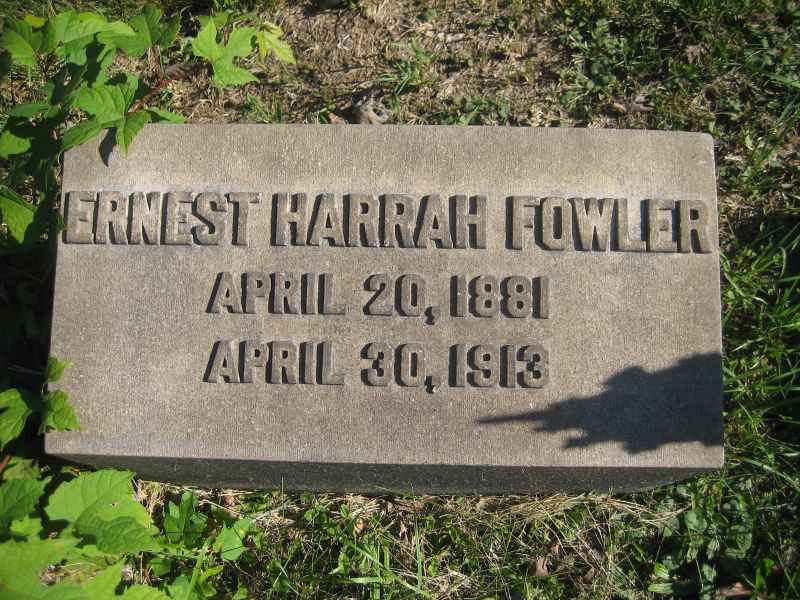 ERNEST HARRAH FOWLER
APRIL 20, 1881
APRIL 30, 1913